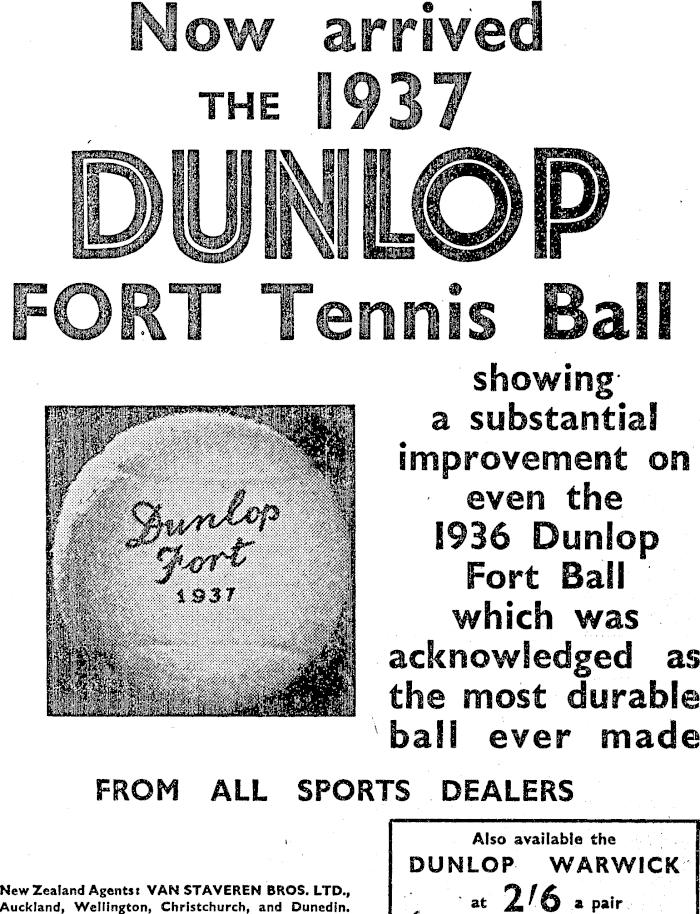 Now arrived
THE 1937
DUNLOP
FORT Tennis Ball
showing
a substantial
improvement on
even the
1936 Dunlop
Fort Ball
which was
acknowledged as
the most durable
ball ever made
Dunlop
Fort
1937
FROM ALL SPORTS DEALERS
Also available the
DUNLOP WARWICK
at 2/6 a pair
New Zealand Agents: VAN STAVEREN BROS. LTD.,
Auckland, Wellington, Christchurch, and Dunedin.